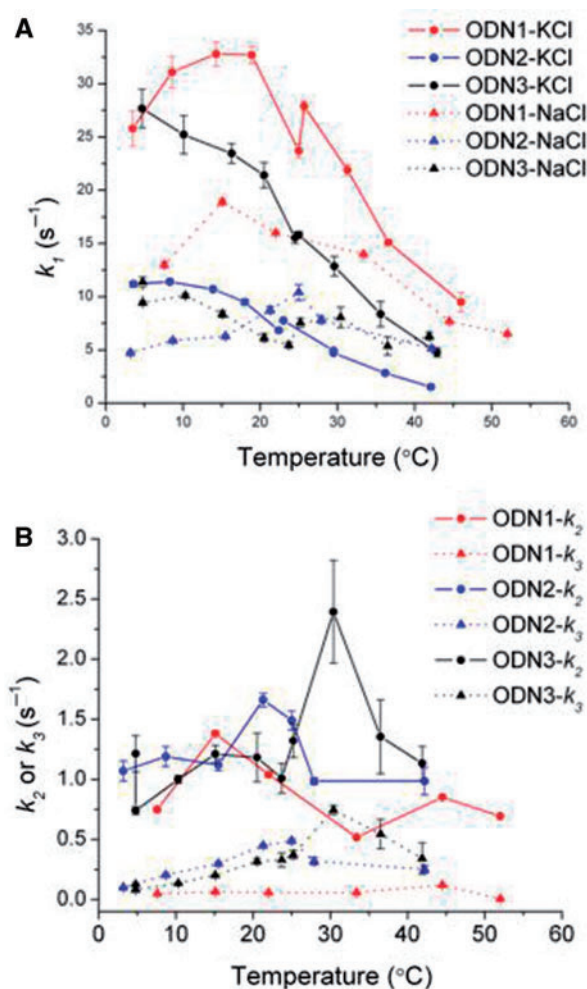 A
ODN1-KCl
ODN2-KCl
ODN3-KCl
ODN1-NaCl
ODN2-NaCl
ODN3-NaCl
35
30
25
20
15
10
5
0
k₁ (s⁻¹)
0 10 20 30 40 50 60
Temperature (°C)
B
ODN1-k₂
ODN1-k₃
ODN2-k₂
ODN2-k₃
ODN3-k₂
ODN3-k₃
3.0
2.5
2.0
1.5
1.0
0.5
0.0
k₂ or k₃ (s⁻¹)
0 10 20 30 40 50 60
Temperature (°C)